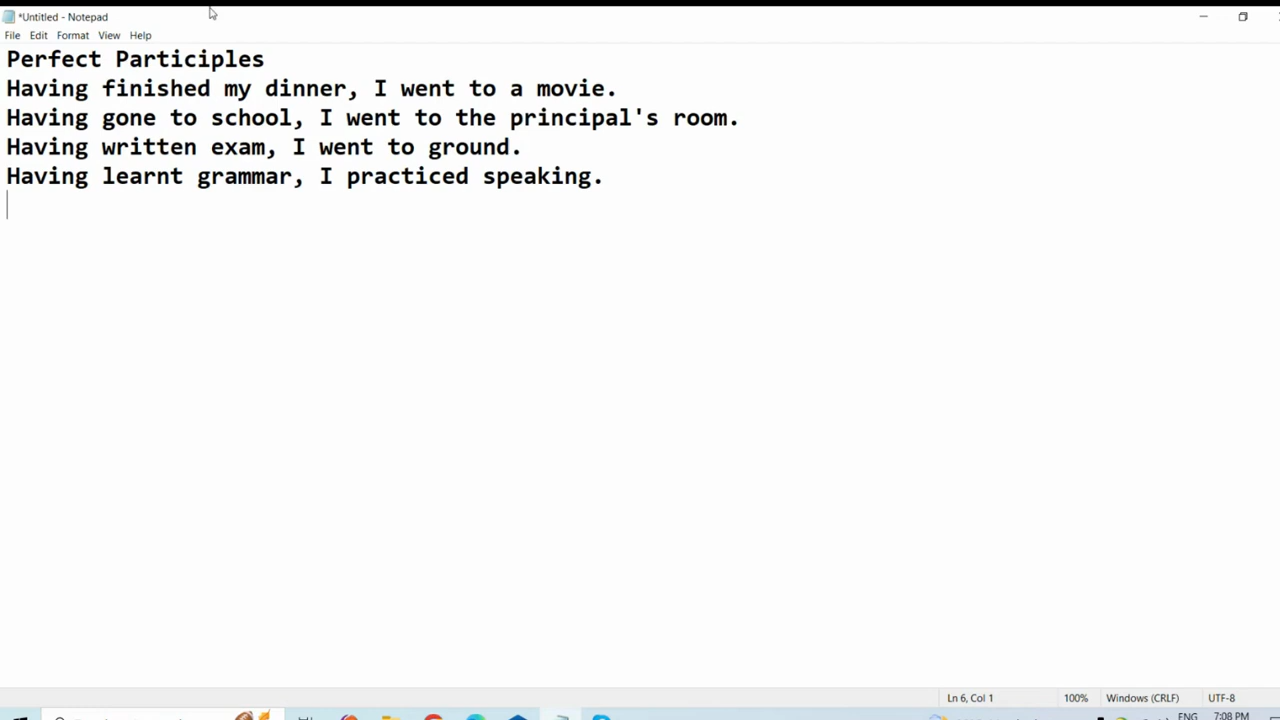 *Untitled - Notepad
File Edit Format View Help
Perfect Participles
Having finished my dinner, I went to a movie.
Having gone to school, I went to the principal's room.
Having written exam, I went to ground.
Having learnt grammar, I practiced speaking.
Ln 6, Col 1 100% Windows (CRLF) UTF-8
ENG 7:08 PM